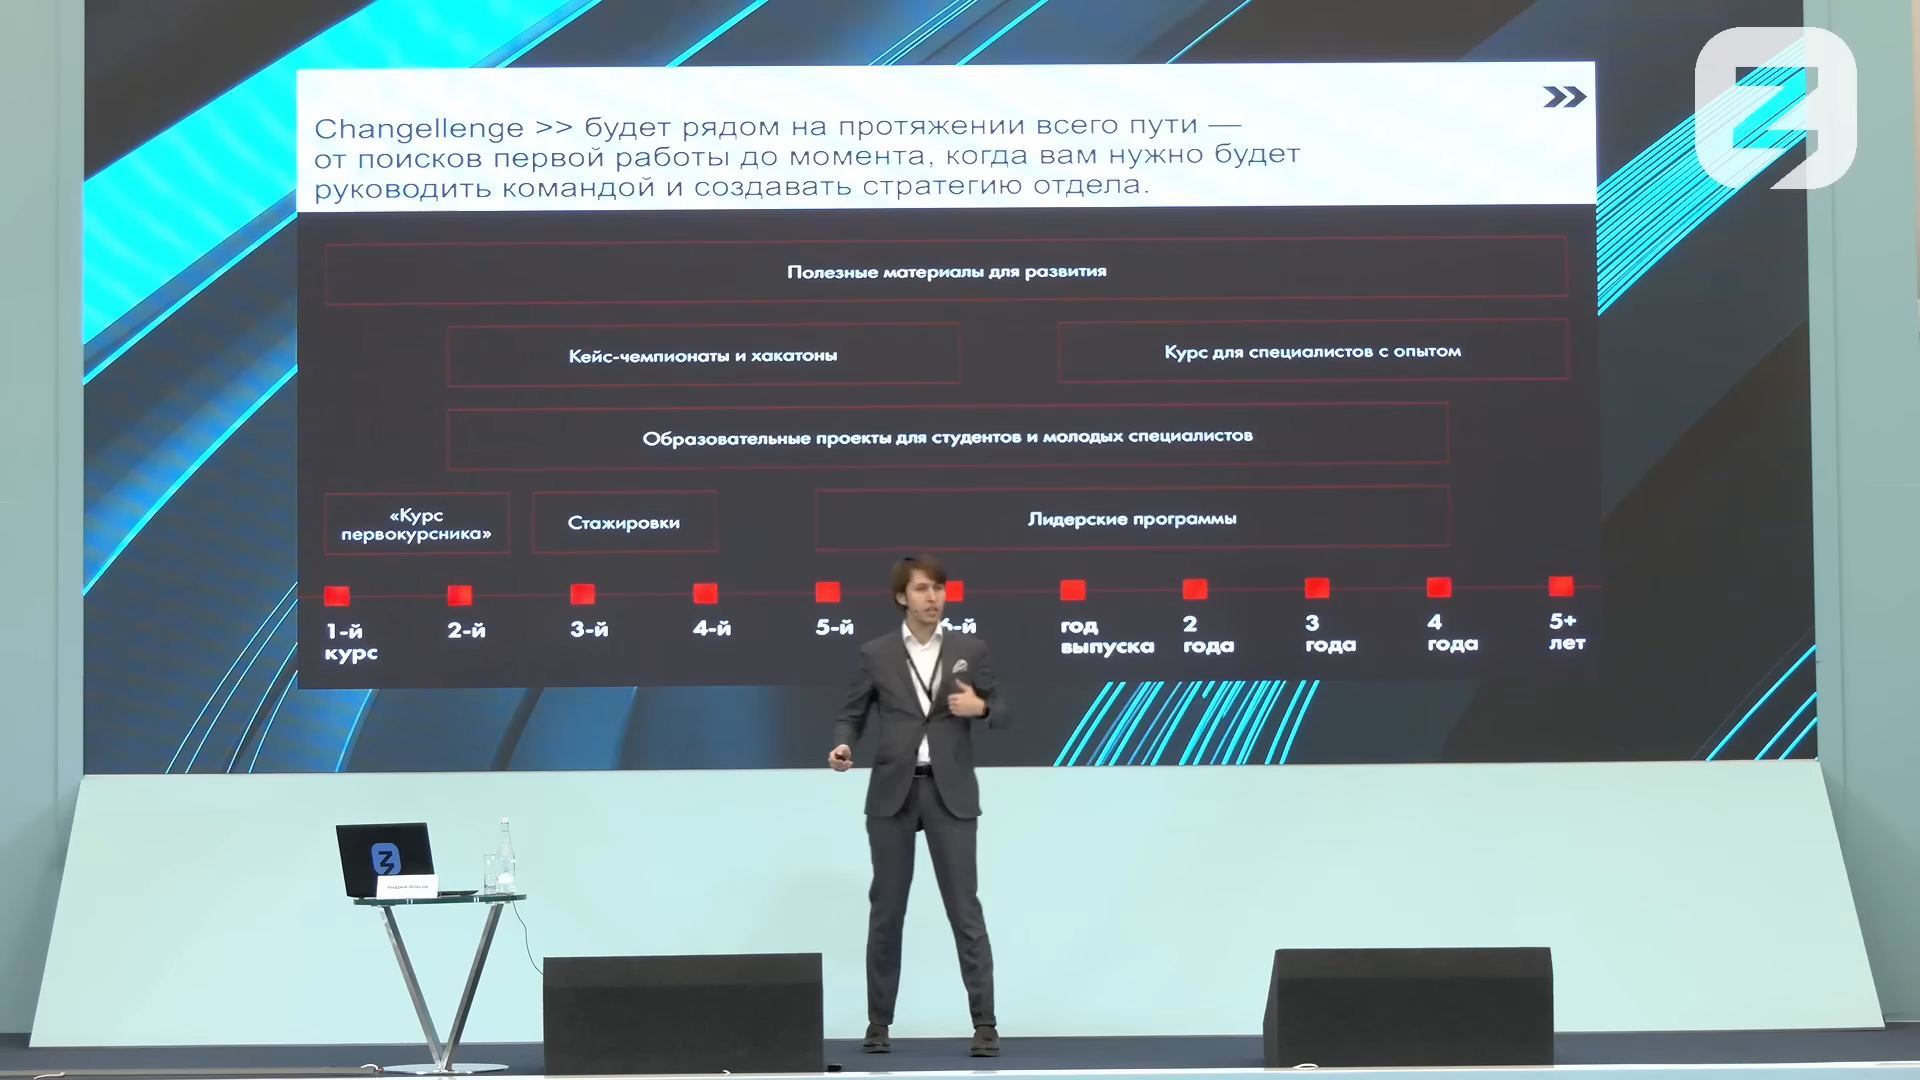 Changellenge >> будет рядом на протяжении всего пути —
от поисков первой работы до момента, когда вам нужно будет
руководить командой и создавать стратегию отдела.
Полезные материалы для развития
Кейс-чемпионаты и хакатоны
Курс для специалистов с опытом
Образовательные проекты для студентов и молодых специалистов
«Курс
первокурсника»
Стажировки
Лидерские программы
1-й
курс
2-й
3-й
4-й
5-й
6-й
год
выпуска
2
года
3
года
4
года
5+
лет